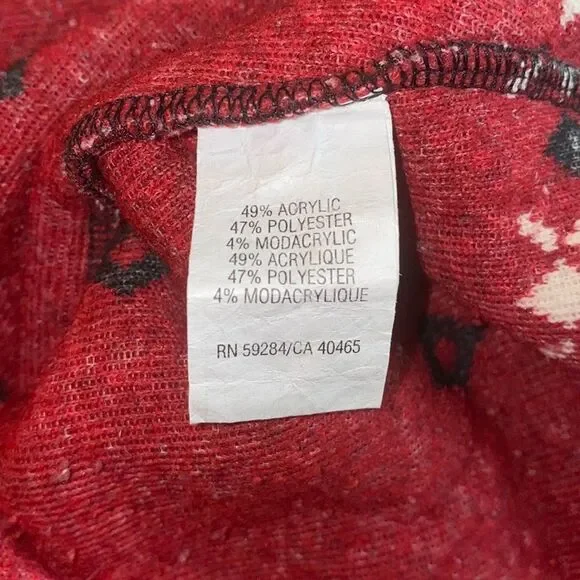 49% ACRYLIC
47% POLYESTER
4% MODACRYLIC
49% ACRYLIQUE
47% POLYESTER
4% MODACRYLIQUE
RN 59284/CA 40465